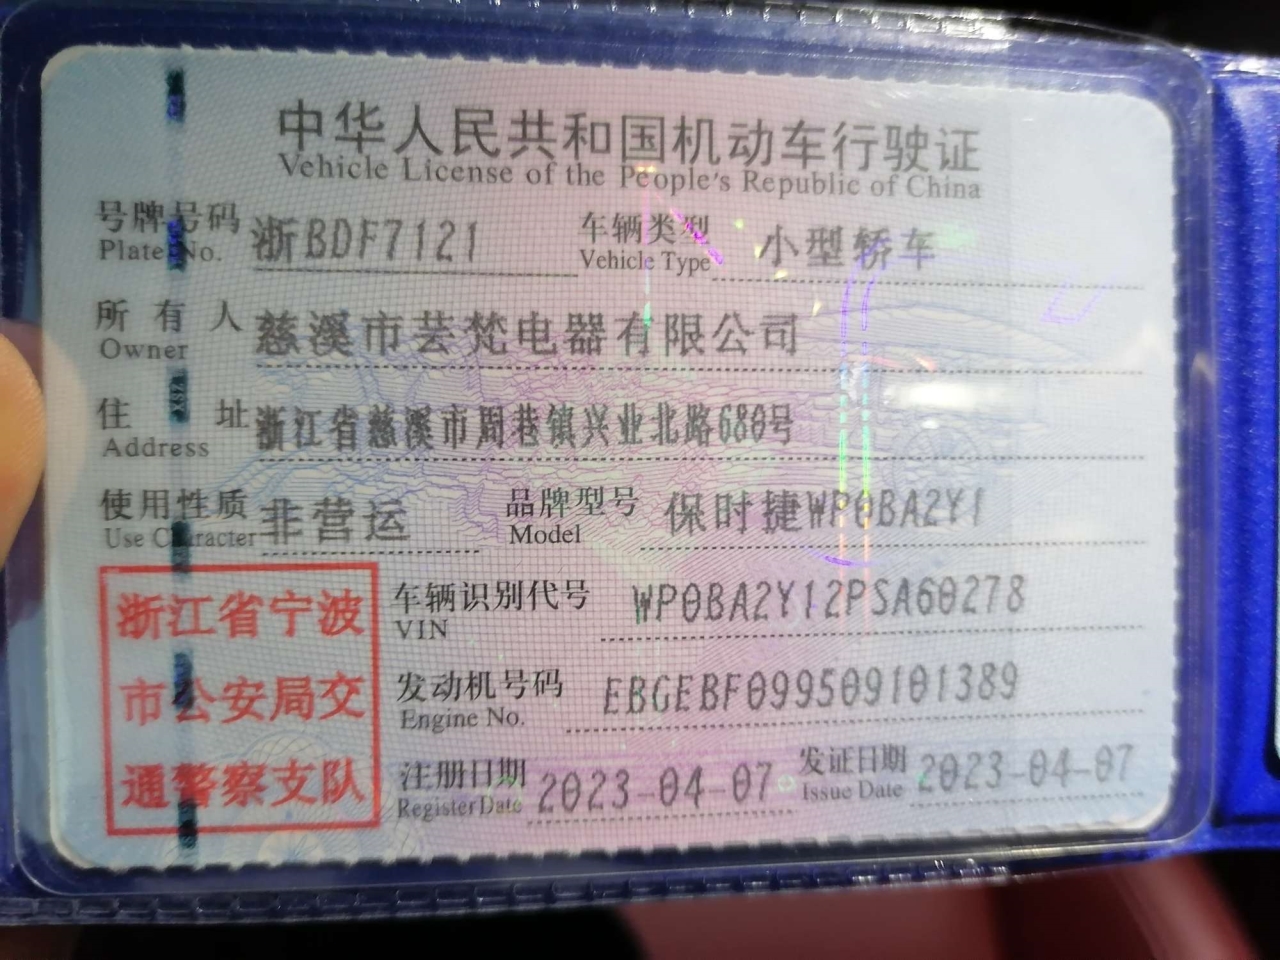 中华人民共和国机动车行驶证
Vehicle License of the People's Republic of China
号牌号码 浙BDF7121 车辆类型 小型轿车
Plate No. Vehicle Type
所有人 慈溪市芸梵电器有限公司
Owner
住址 浙江省慈溪市周巷镇兴业北路680号
Address
使用性质 非营运 品牌型号 保时捷WP0BA2Y1
Use Character Model
浙江省宁波
市公安局交
通警察支队
车辆识别代号 WP0BA2Y12PSA60278
VIN
发动机号码 EBGEBF099509101389
Engine No.
注册日期 2023-04-07 发证日期 2023-04-07
Register Date Issue Date